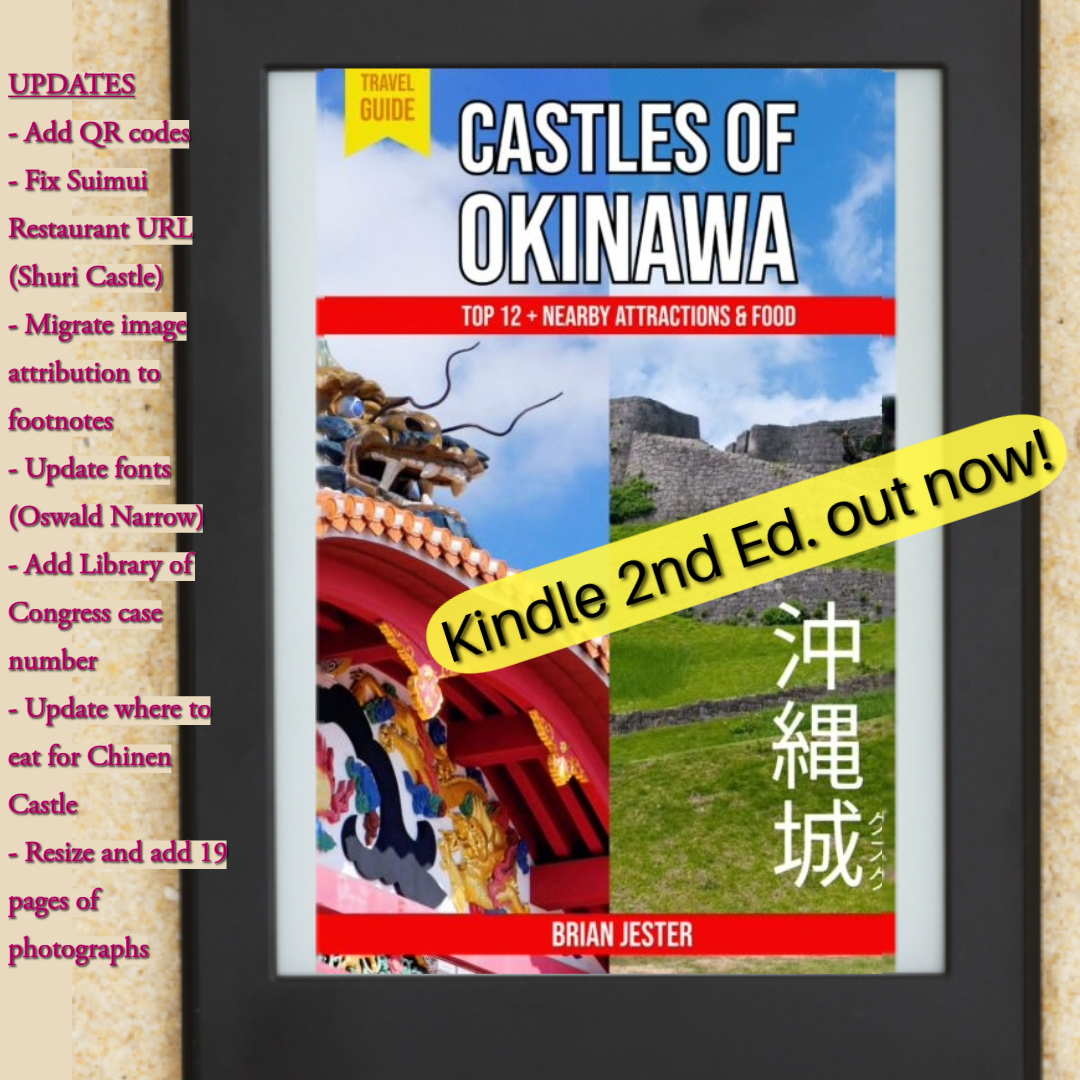 UPDATES
- Add QR codes
- Fix Suimui
Restaurant URL
(Shuri Castle)
- Migrate image
attribution to
footnotes
- Update fonts
(Oswald Narrow)
- Add Library of
Congress case
number
- Update where to
eat for Chinen
Castle
- Resize and add 19
pages of
photographs
TRAVEL
GUIDE
CASTLES OF
OKINAWA
TOP 12 + NEARBY ATTRACTIONS & FOOD
Kindle 2nd Ed. out now!
沖縄城
グスク
BRIAN JESTER